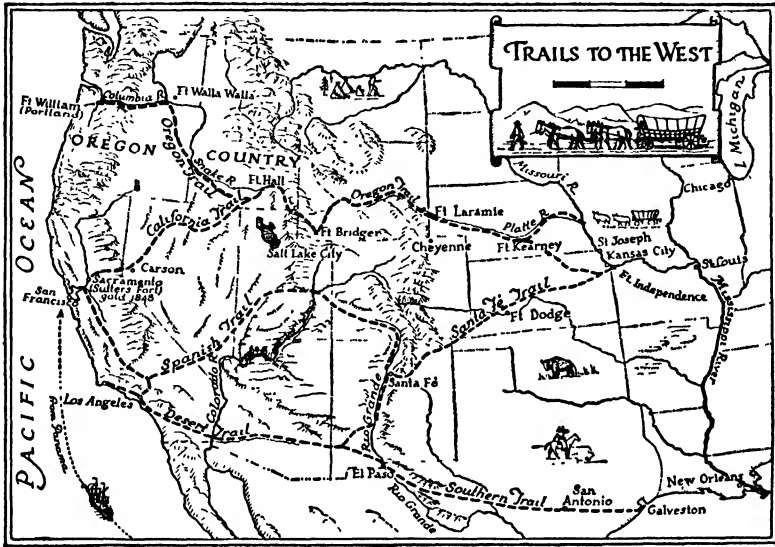 TRAILS TO THE WEST
L Michigan
Chicago
Missouri R.
Columbia R.
Ft Walla Walla
Ft William
(Portland)
OREGON
COUNTRY
Oregon Trail
Snake R.
Ft Hall
Oregon Trail
Ft Laramie
Platte R.
California Trail
Ft Bridger
Cheyenne
Ft Kearney
St Joseph
Kansas City
St Louis
Salt Lake City
Carson
Sacramento
(Sutters Fort)
gold 1848
San
Francisco
Ft Independence
Mississippi River
Santa Fé Trail
Ft Dodge
Spanish Trail
Colorado R
Santa Fé
Los Angeles
Desert Trail
Rio Grande
PACIFIC OCEAN
from Panama
El Paso
Rio Grande
Southern Trail
San
Antonio
New Orleans
Galveston